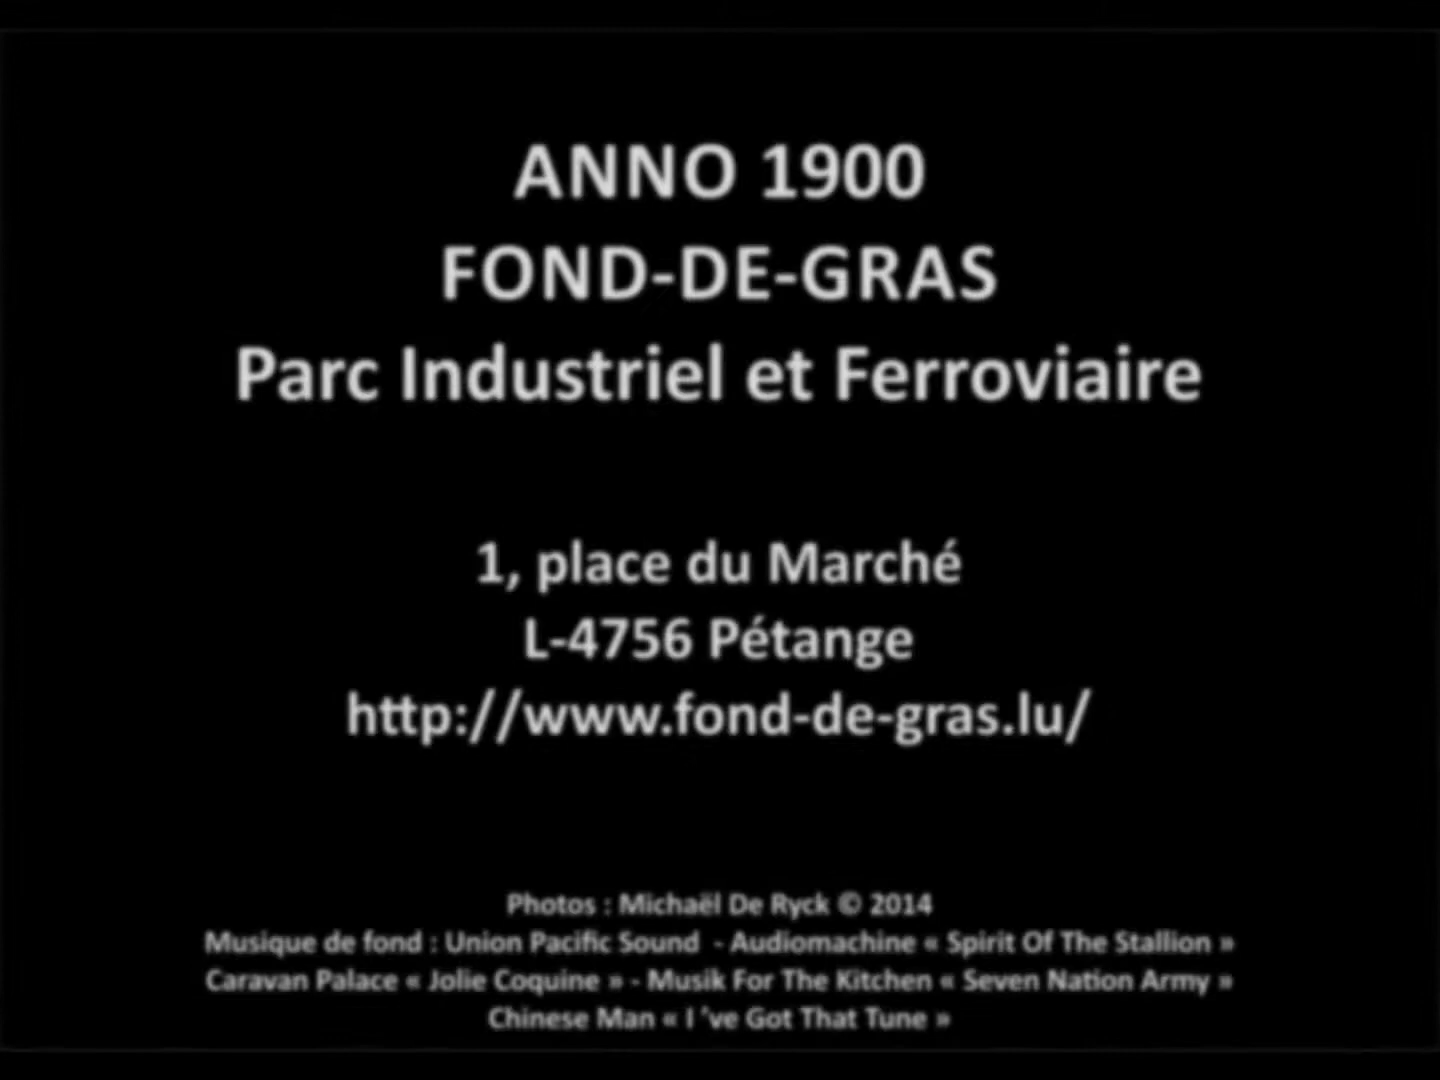 ANNO 1900
FOND-DE-GRAS
Parc Industriel et Ferroviaire
1, place du Marché
L-4756 Pétange
http://www.fond-de-gras.lu/
Photos : Michaël De Ryck © 2014
Musique de fond : Union Pacific Sound - Audiomachine « Spirit Of The Stallion »
Caravan Palace « Jolie Coquine » - Musik For The Kitchen « Seven Nation Army »
Chinese Man « I 've Got That Tune »